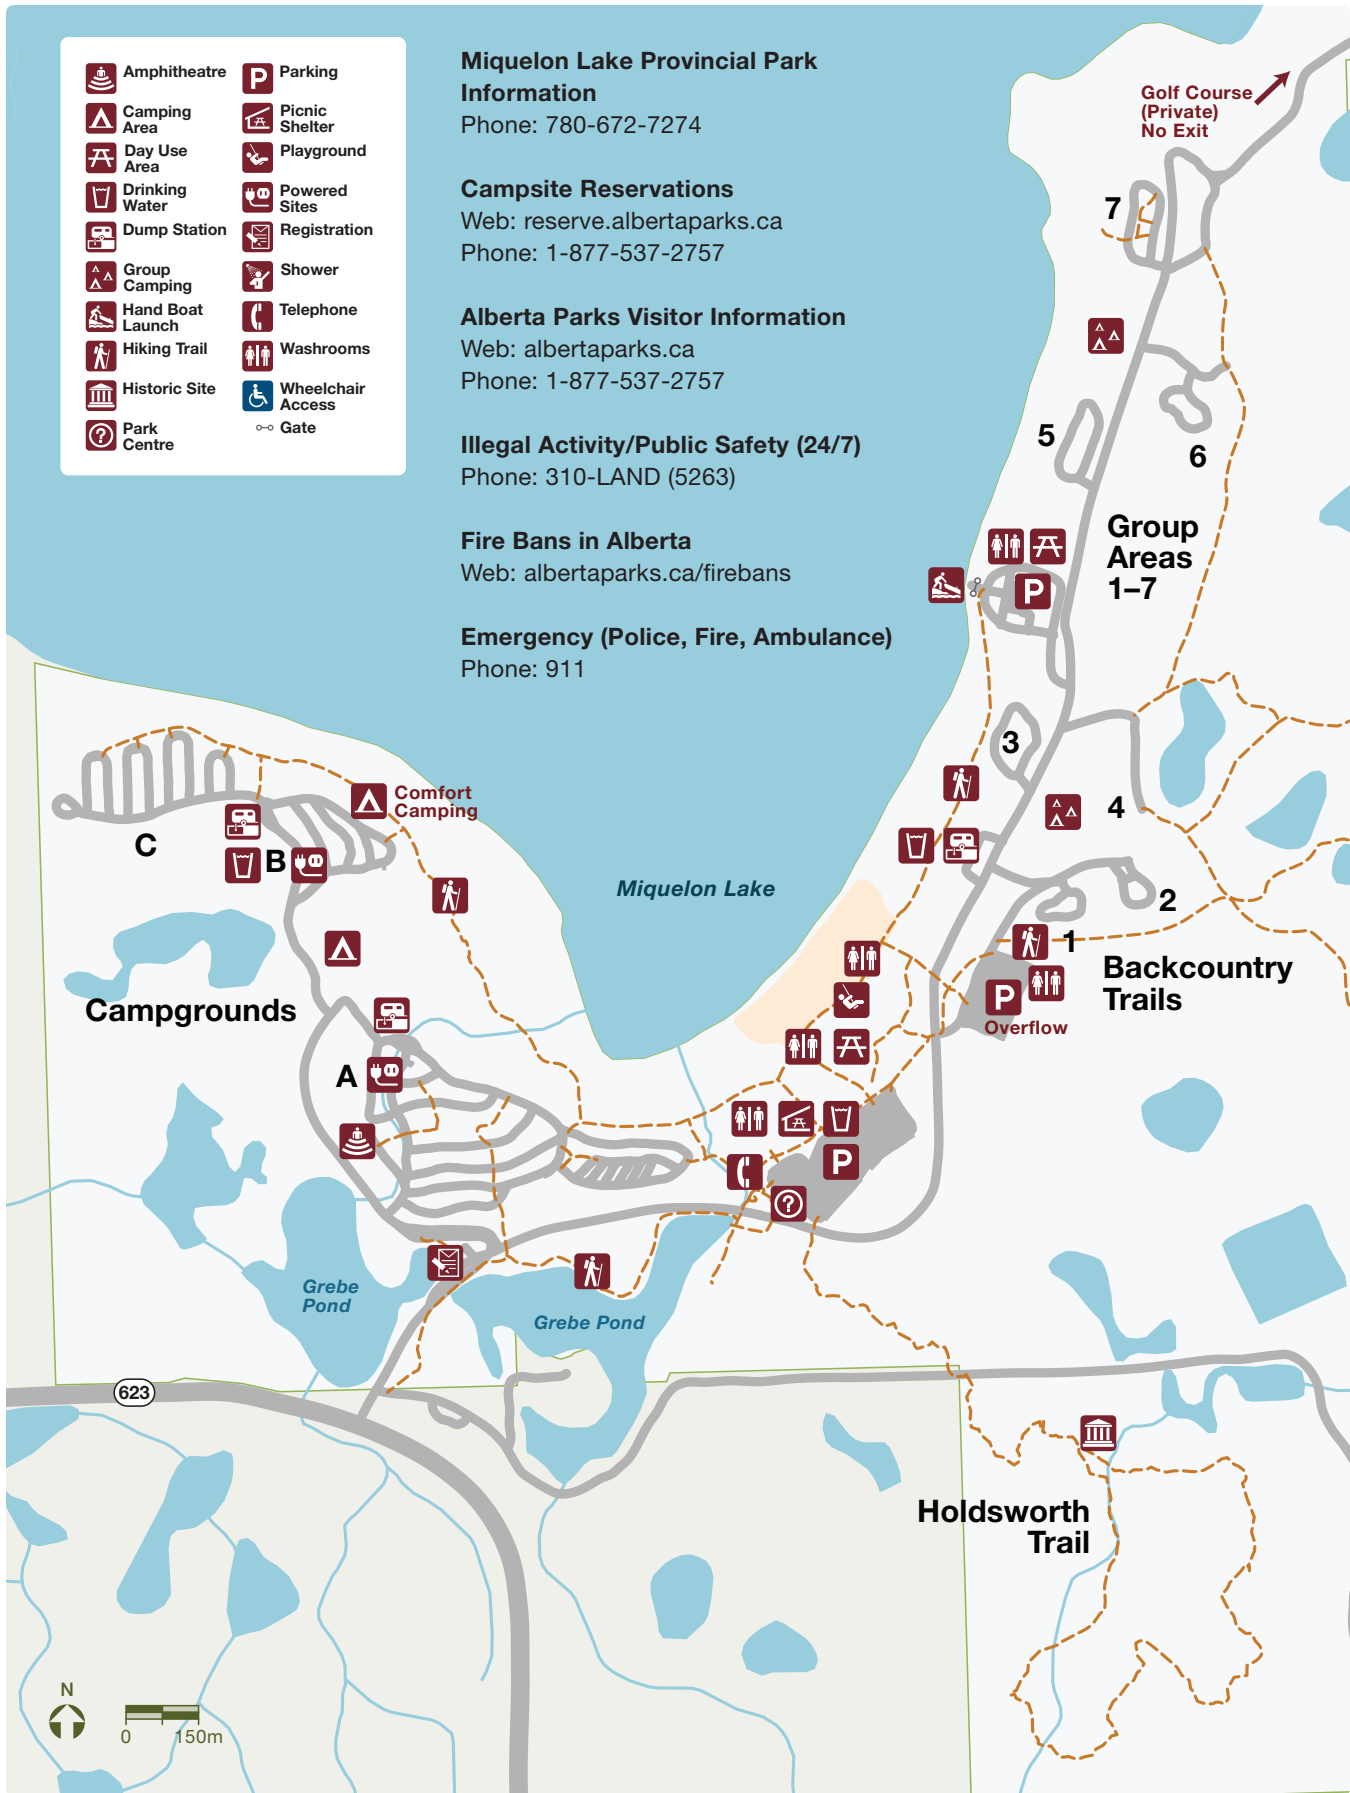 Amphitheatre
Camping
Area
Day Use
Area
Drinking
Water
Dump Station
Group
Camping
Hand Boat
Launch
Hiking Trail
Historic Site
Park
Centre
P
Parking
Picnic
Shelter
Playground
Powered
Sites
Registration
Shower
Telephone
Washrooms
Wheelchair
Access
Gate
?
Miquelon Lake Provincial Park
Information
Phone: 780-672-7274
Campsite Reservations
Web: reserve.albertaparks.ca
Phone: 1-877-537-2757
Alberta Parks Visitor Information
Web: albertaparks.ca
Phone: 1-877-537-2757
Illegal Activity/Public Safety (24/7)
Phone: 310-LAND (5263)
Fire Bans in Alberta
Web: albertaparks.ca/firebans
Emergency (Police, Fire, Ambulance)
Phone: 911
Golf Course
(Private)
No Exit
7
5
6
Group
Areas
1–7
P
3
4
2
1
Backcountry
Trails
P
Overflow
Comfort
Camping
C
B
Miquelon Lake
Campgrounds
A
P
?
Grebe
Pond
Grebe Pond
623
Holdsworth
Trail
N
0 150m